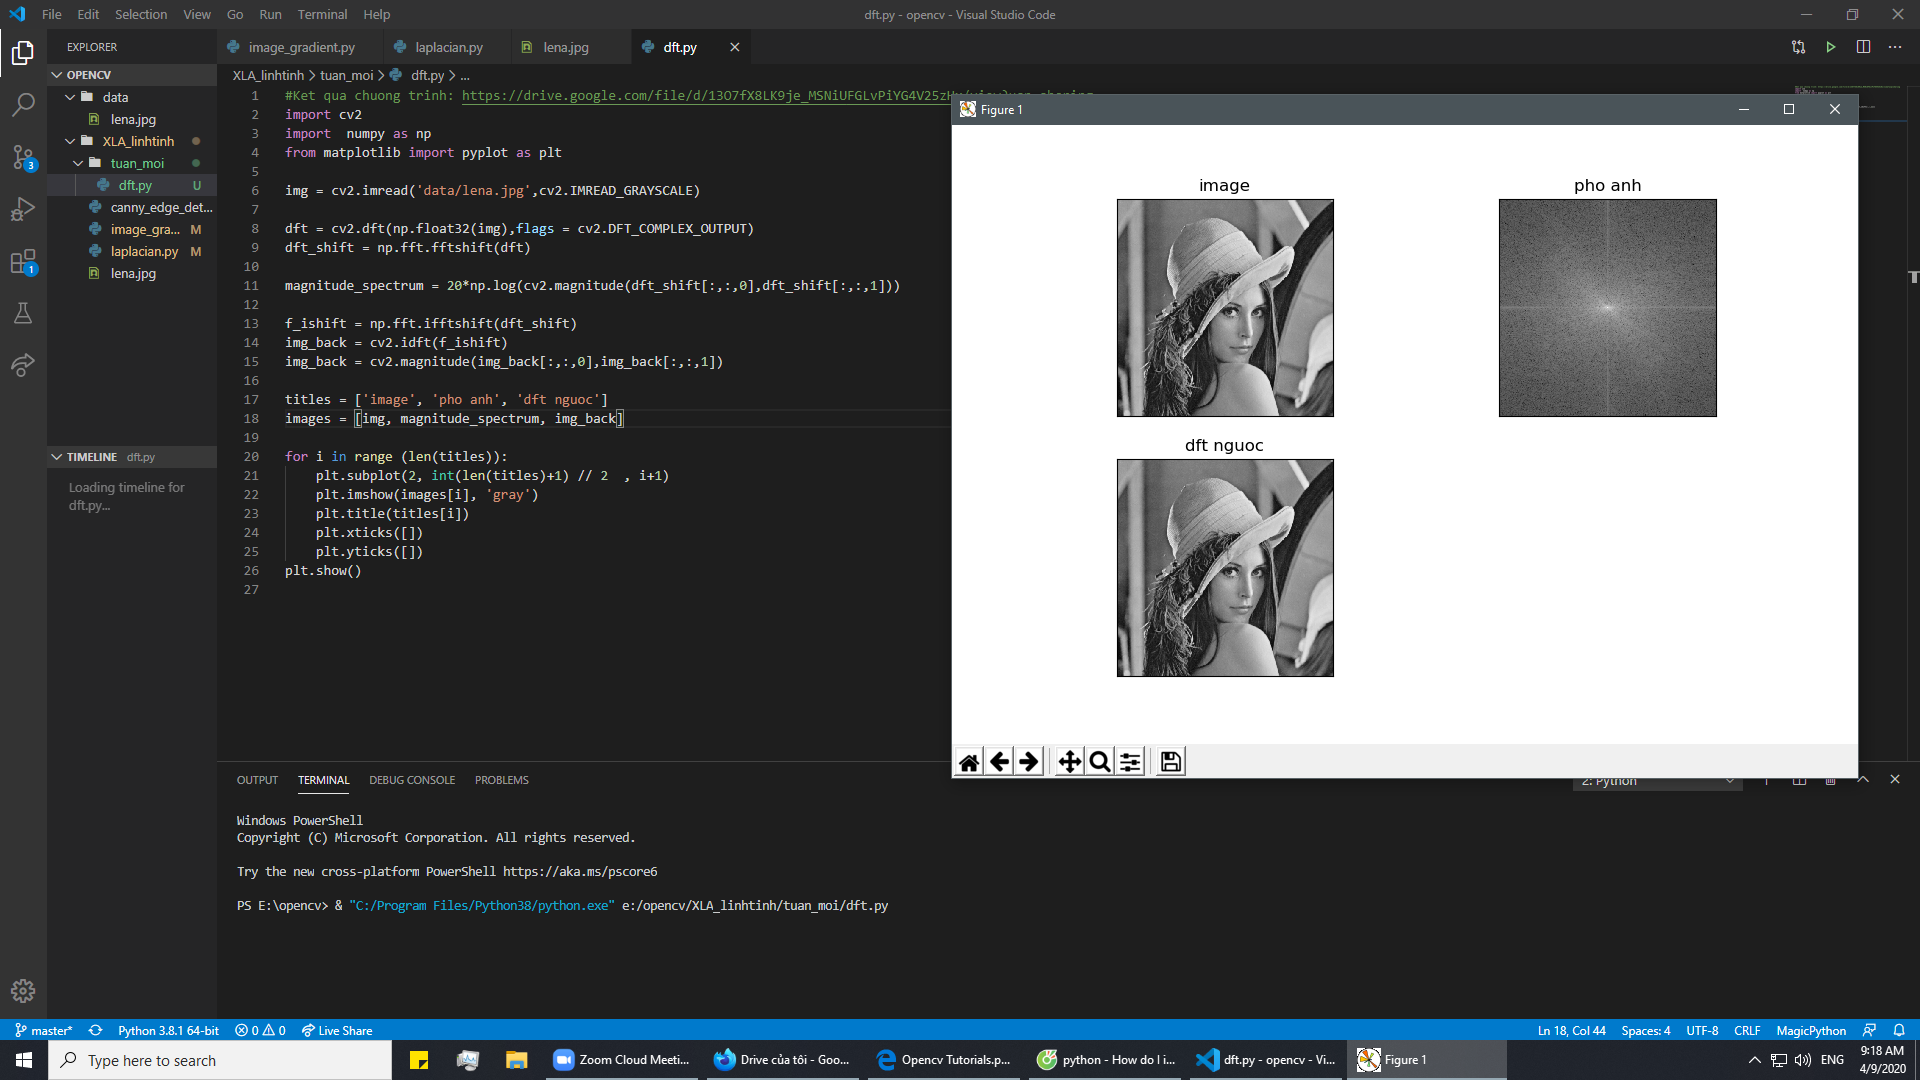 File Edit Selection View Go Run Terminal Help
dft.py - opencv - Visual Studio Code
EXPLORER
image_gradient.py
laplacian.py
lena.jpg
dft.py
OPENCV
data
lena.jpg
XLA_linhtinh
tuan_moi
dft.py U
canny_edge_det...
image_gra... M
laplacian.py M
lena.jpg
TIMELINE dft.py
Loading timeline for
dft.py...
XLA_linhtinh > tuan_moi > dft.py > ...
1 #Ket qua chuong trinh: https://drive.google.com/file/d/13O7fX8LK9je_MSNiUFGLvPiYG4V25zH
2 import cv2
3 import  numpy as np
4 from matplotlib import pyplot as plt
5
6 img = cv2.imread('data/lena.jpg',cv2.IMREAD_GRAYSCALE)
7
8 dft = cv2.dft(np.float32(img),flags = cv2.DFT_COMPLEX_OUTPUT)
9 dft_shift = np.fft.fftshift(dft)
10
11 magnitude_spectrum = 20*np.log(cv2.magnitude(dft_shift[:,:,0],dft_shift[:,:,1]))
12
13 f_ishift = np.fft.ifftshift(dft_shift)
14 img_back = cv2.idft(f_ishift)
15 img_back = cv2.magnitude(img_back[:,:,0],img_back[:,:,1])
16
17 titles = ['image', 'pho anh', 'dft nguoc']
18 images = [img, magnitude_spectrum, img_back]
19
20 for i in range (len(titles)):
21     plt.subplot(2, int(len(titles)+1) // 2  , i+1)
22     plt.imshow(images[i], 'gray')
23     plt.title(titles[i])
24     plt.xticks([])
25     plt.yticks([])
26 plt.show()
27
Figure 1
image
pho anh
dft nguoc
OUTPUT TERMINAL DEBUG CONSOLE PROBLEMS
2: Python
Windows PowerShell
Copyright (C) Microsoft Corporation. All rights reserved.
Try the new cross-platform PowerShell https://aka.ms/pscore6
PS E:\opencv> & "C:/Program Files/Python38/python.exe" e:/opencv/XLA_linhtinh/tuan_moi/dft.py
3
1
master* Python 3.8.1 64-bit 0 0 Live Share
Ln 18, Col 44 Spaces: 4 UTF-8 CRLF MagicPython
Type here to search
Zoom Cloud Meeti...
Drive của tôi - Goo...
Opencv Tutorials.p...
python - How do I i...
dft.py - opencv - Vi...
Figure 1
ENG
9:18 AM
4/9/2020